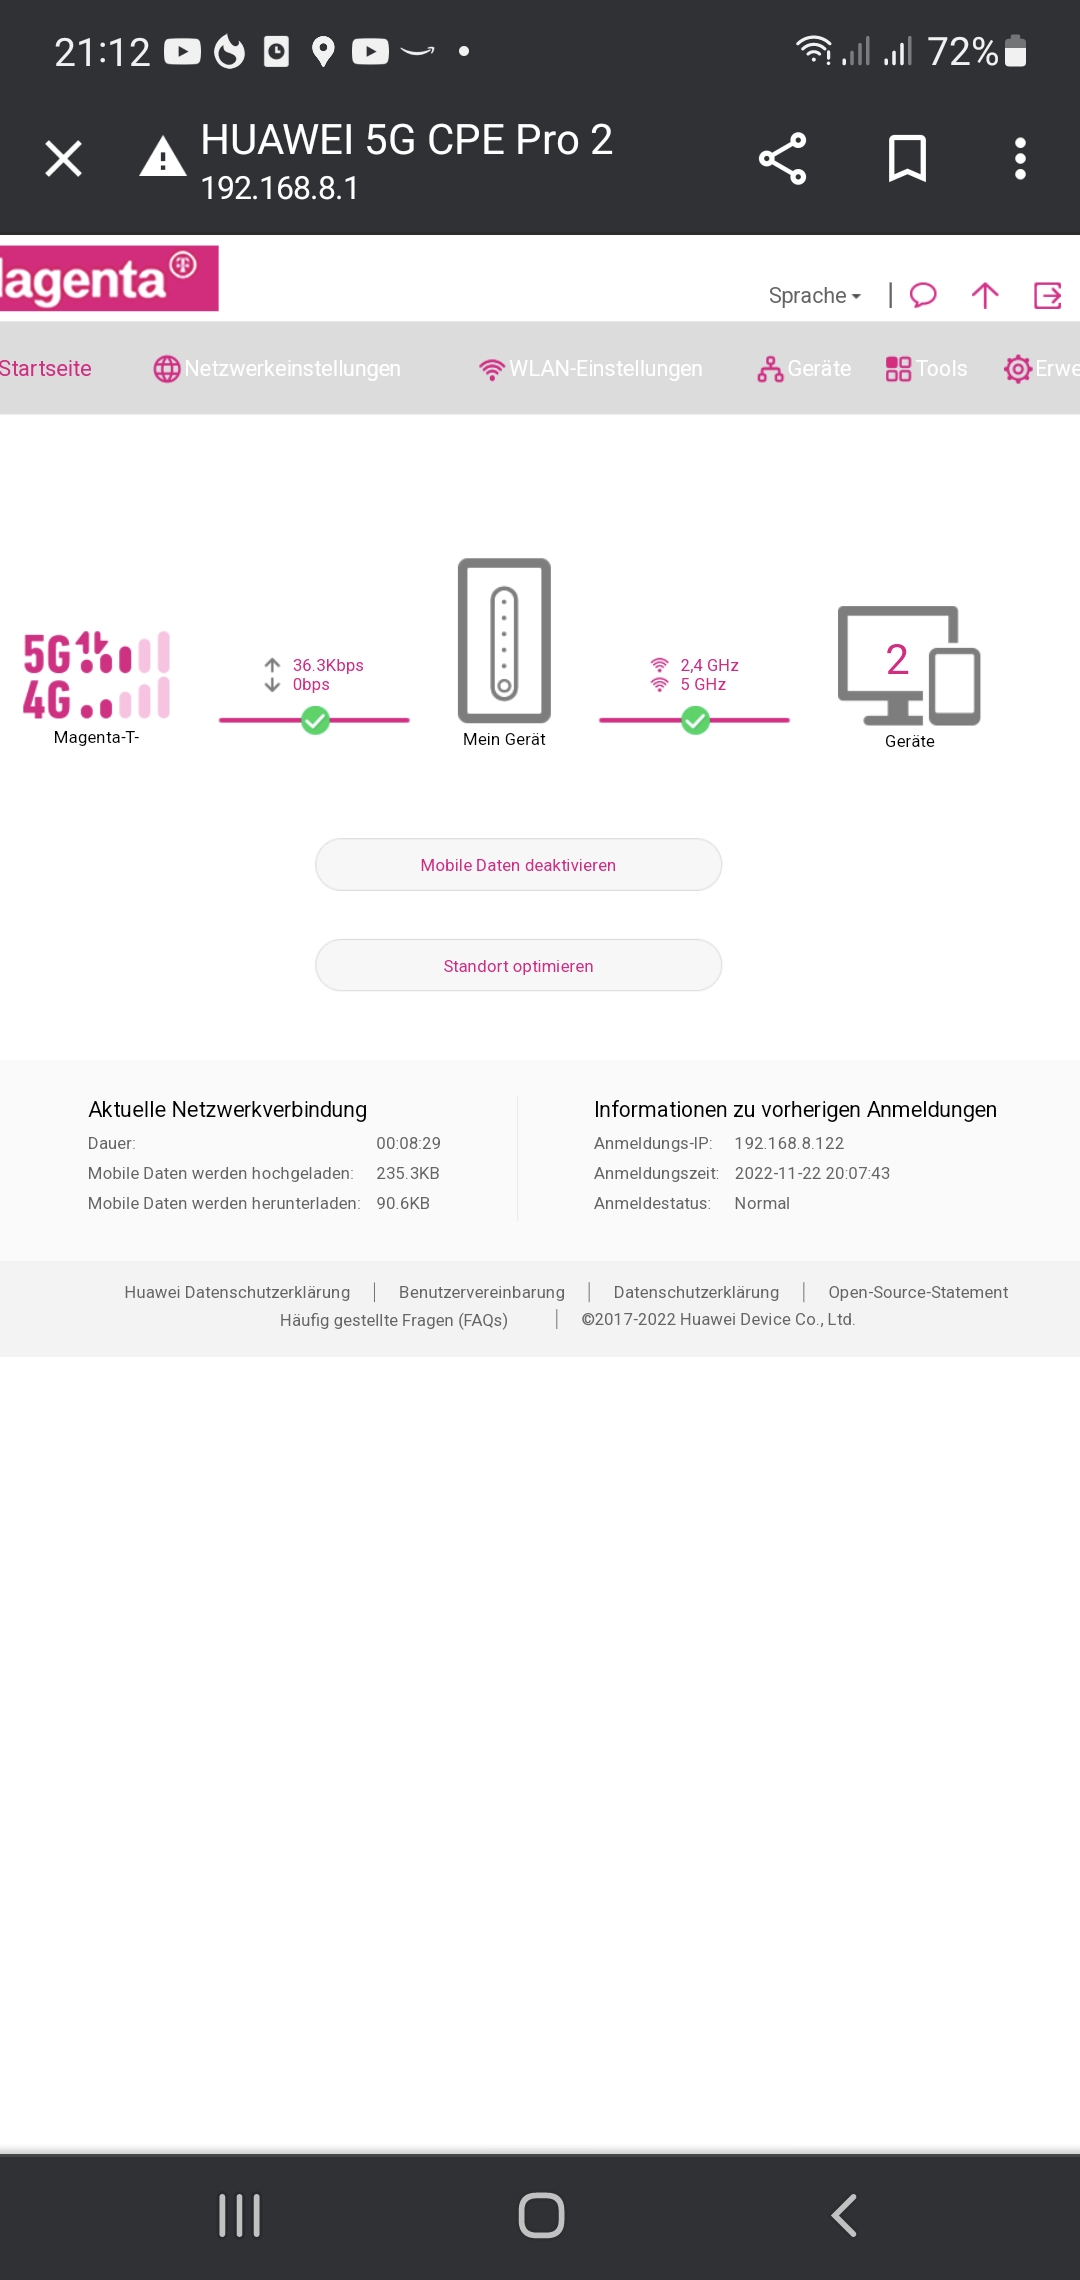 21:12
72%
HUAWEI 5G CPE Pro 2
192.168.8.1
agenta
Sprache
Startseite
Netzwerkeinstellungen
WLAN-Einstellungen
Geräte
Tools
Erwe
5G
4G
Magenta-T-
36.3Kbps
0bps
Mein Gerät
2,4 GHz
5 GHz
2
Geräte
Mobile Daten deaktivieren
Standort optimieren
Aktuelle Netzwerkverbindung
Dauer: 00:08:29
Mobile Daten werden hochgeladen: 235.3KB
Mobile Daten werden herunterladen: 90.6KB
Informationen zu vorherigen Anmeldungen
Anmeldungs-IP: 192.168.8.122
Anmeldungszeit: 2022-11-22 20:07:43
Anmeldestatus: Normal
Huawei Datenschutzerklärung | Benutzervereinbarung | Datenschutzerklärung | Open-Source-Statement
Häufig gestellte Fragen (FAQs) | ©2017-2022 Huawei Device Co., Ltd.